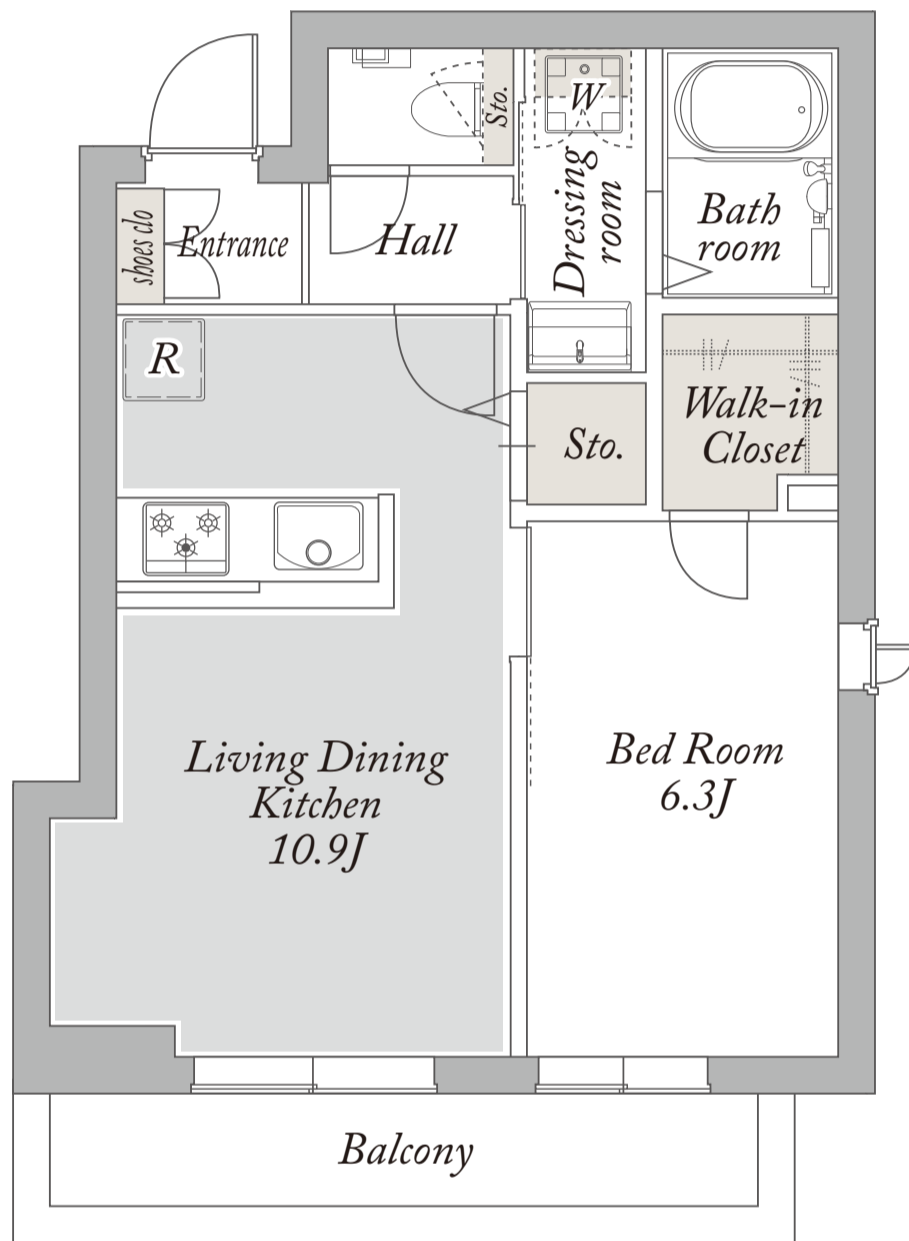 Sto.
W
Dressing
room
Bath
room
shoes clo
Entrance
Hall
R
Walk-in
Closet
Sto.
Living Dining
Kitchen
10.9J
Bed Room
6.3J
Balcony